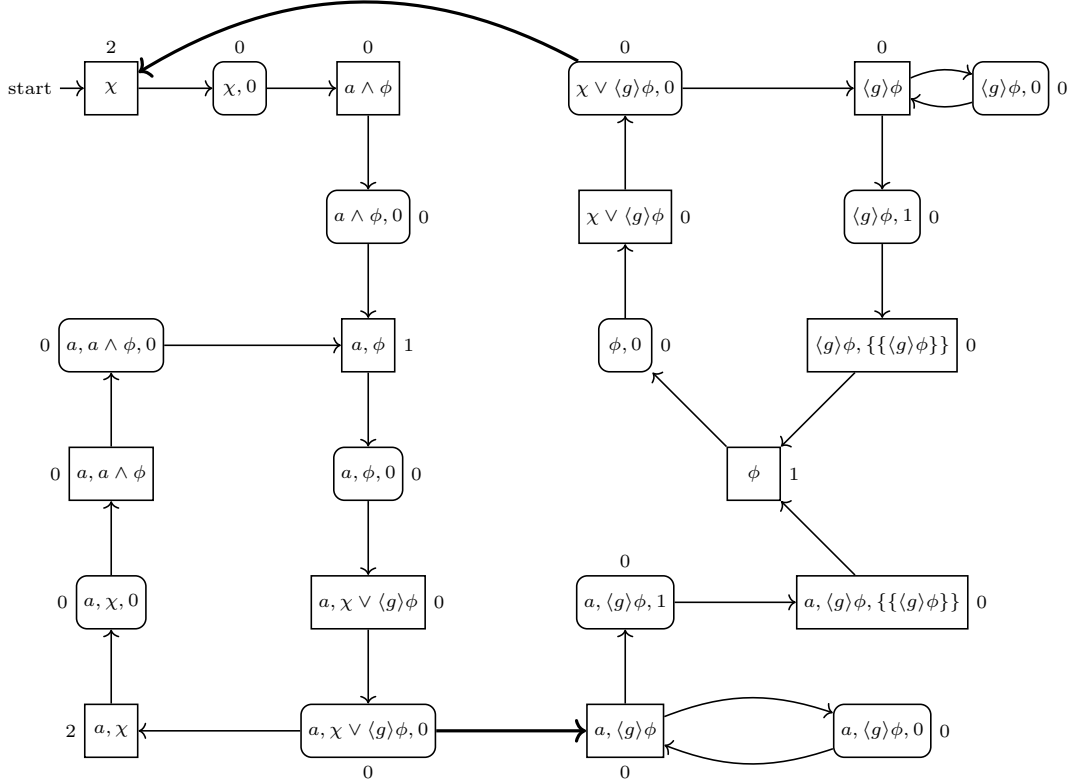 2 0 0 0 0
start χ χ, 0 a ∧ ϕ χ ∨ ⟨g⟩ϕ, 0 ⟨g⟩ϕ ⟨g⟩ϕ, 0 0
a ∧ ϕ, 0 0 χ ∨ ⟨g⟩ϕ 0 ⟨g⟩ϕ, 1 0
0 a, a ∧ ϕ, 0 a, ϕ 1 ϕ, 0 0 ⟨g⟩ϕ, {{⟨g⟩ϕ}} 0
0 a, a ∧ ϕ a, ϕ, 0 0 ϕ 1
0
0 a, χ, 0 a, χ ∨ ⟨g⟩ϕ 0 a, ⟨g⟩ϕ, 1 a, ⟨g⟩ϕ, {{⟨g⟩ϕ}} 0
2 a, χ a, χ ∨ ⟨g⟩ϕ, 0 a, ⟨g⟩ϕ a, ⟨g⟩ϕ, 0 0
0 0